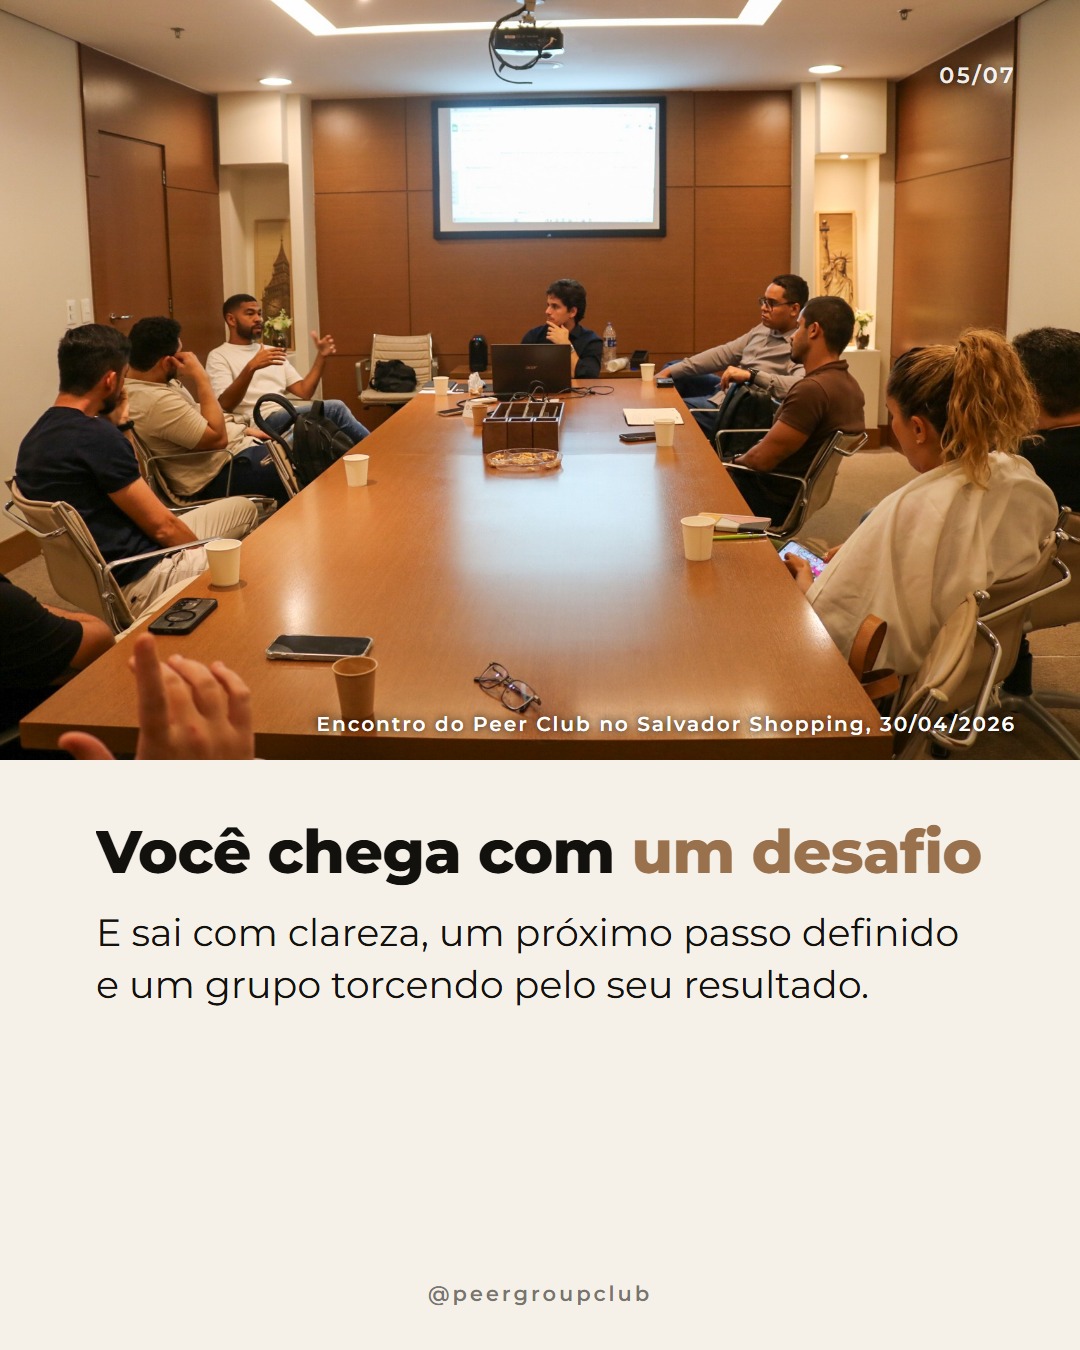 05/07
Encontro do Peer Club no Salvador Shopping, 30/04/2026
Você chega com um desafio
E sai com clareza, um próximo passo definido
e um grupo torcendo pelo seu resultado.
@peergroupclub